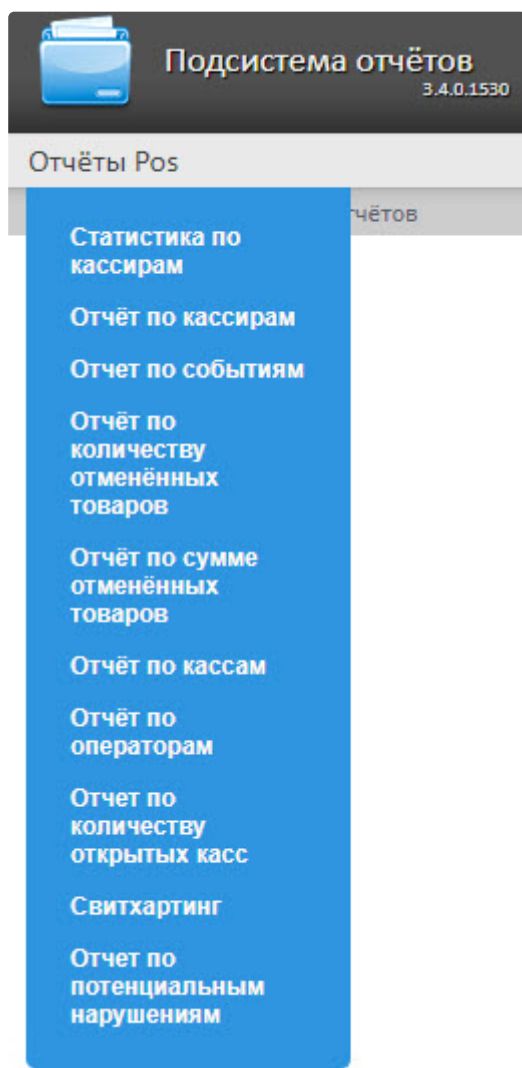 Подсистема отчётов
3.4.0.1530
Отчёты Pos
тчётов
Статистика по
кассирам
Отчёт по кассирам
Отчет по событиям
Отчёт по
количеству
отменённых
товаров
Отчёт по сумме
отменённых
товаров
Отчёт по кассам
Отчёт по
операторам
Отчет по
количеству
открытых касс
Свитхартинг
Отчет по
потенциальным
нарушениям